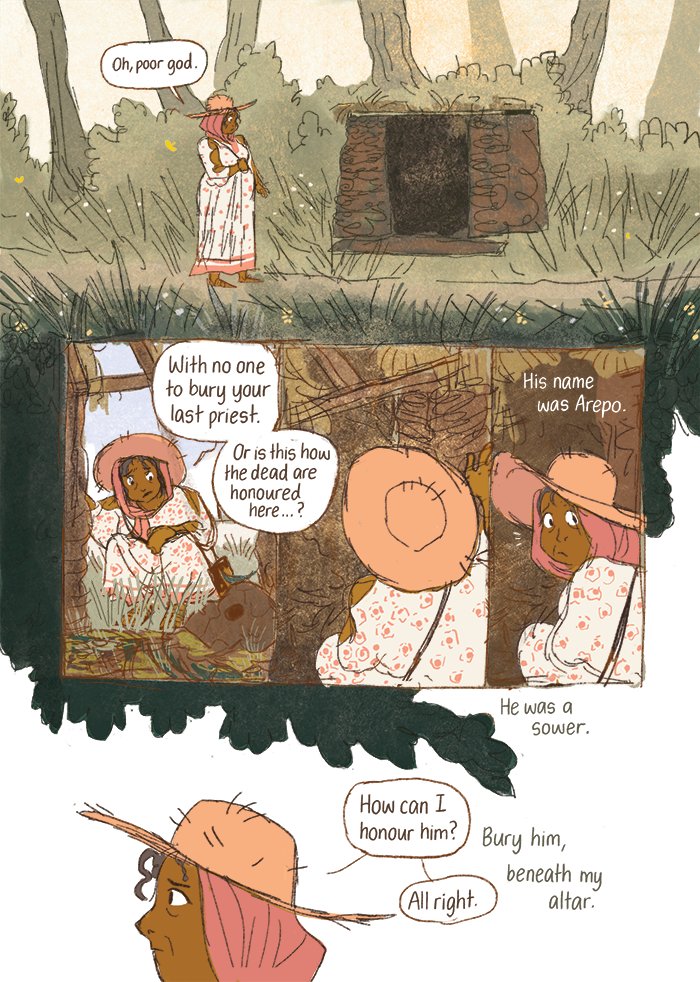 Oh, poor god.
With no one
to bury your
last priest.
Or is this how
the dead are
honoured
here...?
His name
was Arepo.
He was a
sower.
How can I
honour him?
Bury him,
beneath my
altar.
All right.